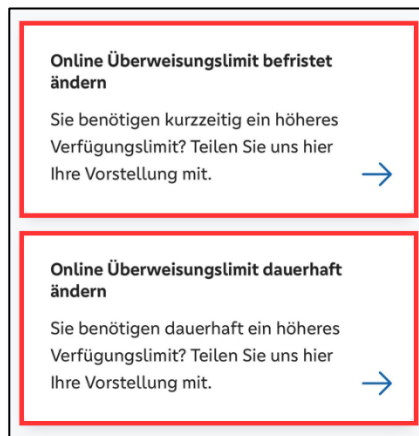 Online Überweisungslimit befristet
ändern
Sie benötigen kurzzeitig ein höheres
Verfügungslimit? Teilen Sie uns hier
Ihre Vorstellung mit.
Online Überweisungslimit dauerhaft
ändern
Sie benötigen dauerhaft ein höheres
Verfügungslimit? Teilen Sie uns hier
Ihre Vorstellung mit.